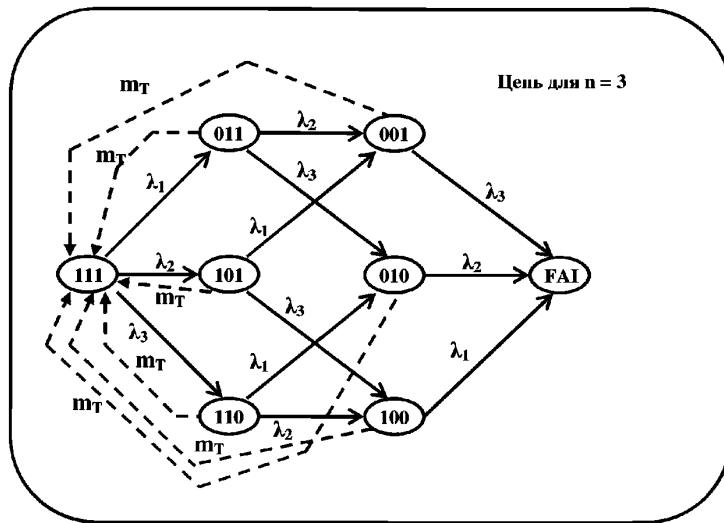 Цепь для n = 3
m_T
011
λ₂
001
m_T
λ₁
λ₃
λ₃
λ₁
111
λ₂
101
010
λ₂
FAI
m_T
λ₃
λ₃
λ₁
m_T
λ₁
m_T
110
λ₂
100
m_T